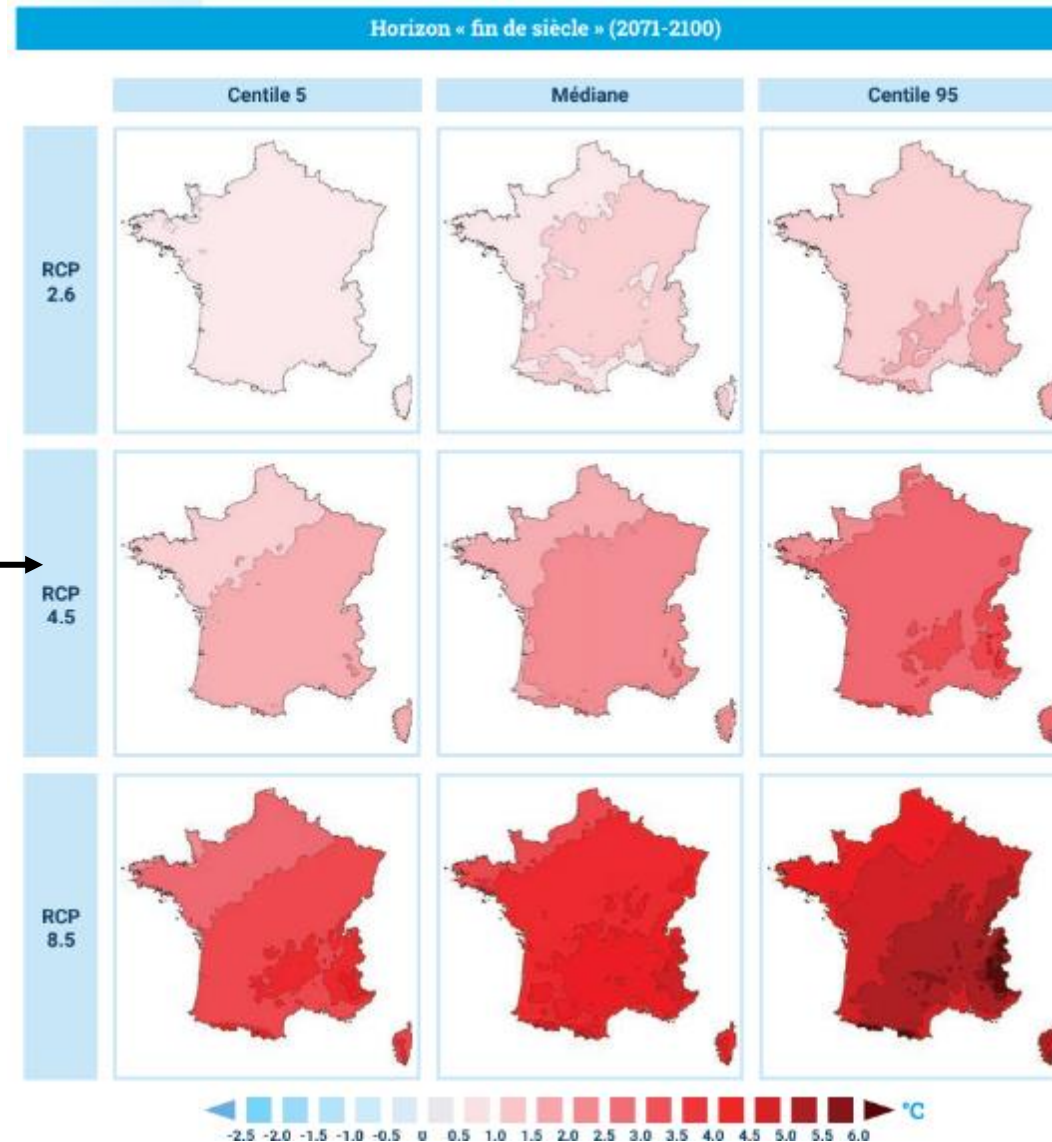 Horizon « fin de siècle » (2071-2100)
Centile 5 Médiane Centile 95
RCP
2.6
RCP
4.5
RCP
8.5
°C
-2.5 -2.0 -1.5 -1.0 -0.5 0 0.5 1.0 1.5 2.0 2.5 3.0 3.5 4.0 4.5 5.0 5.5 6.0